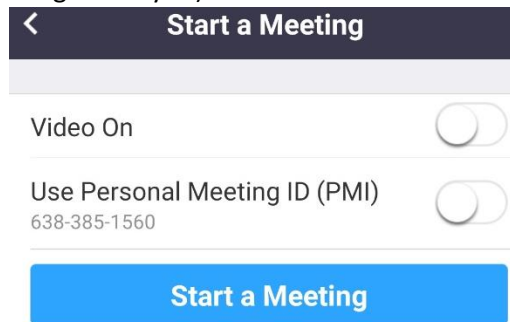 Start a Meeting
Video On
Use Personal Meeting ID (PMI)
638-385-1560
Start a Meeting